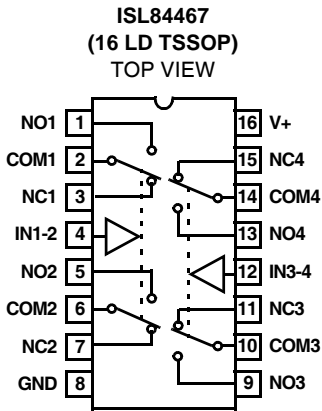 ISL84467
(16 LD TSSOP)
TOP VIEW
NO1 1
COM1 2
NC1 3
IN1-2 4
NO2 5
COM2 6
NC2 7
GND 8
16 V+
15 NC4
14 COM4
13 NO4
12 IN3-4
11 NC3
10 COM3
9 NO3